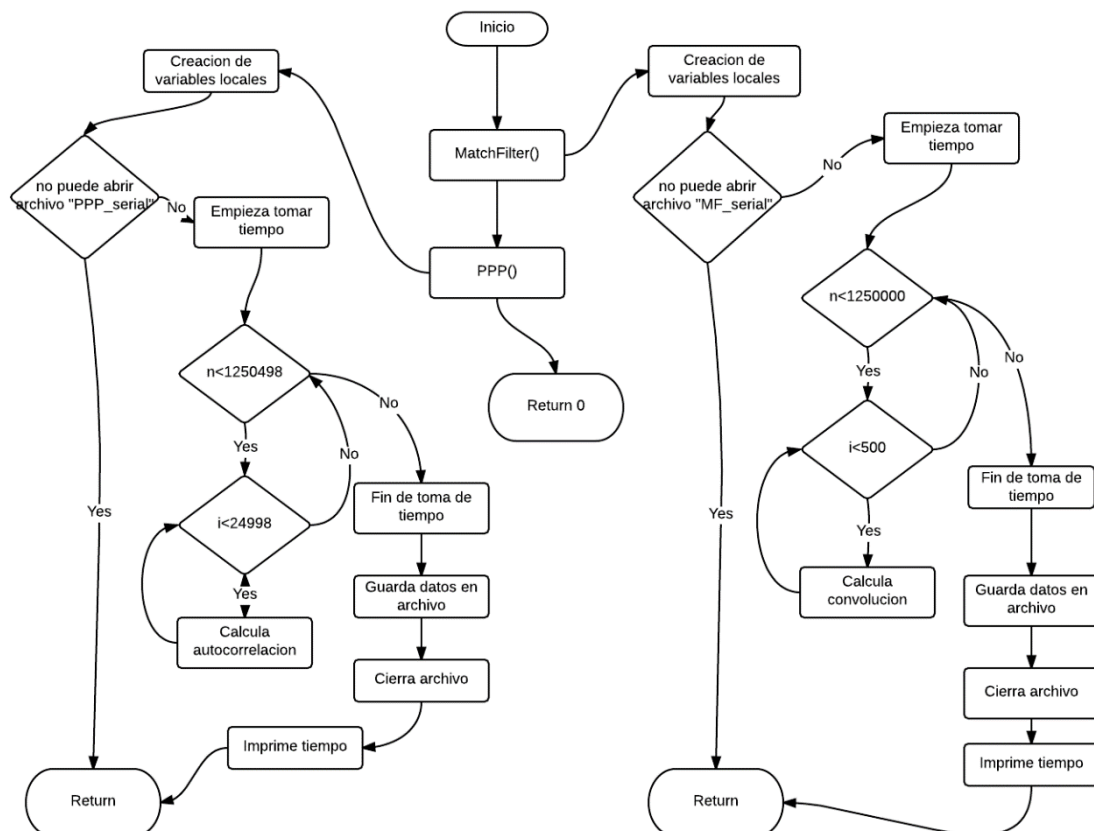 Inicio
Creacion de
variables locales
Creacion de
variables locales
MatchFilter()
Empieza tomar
tiempo
No
no puede abrir
archivo "PPP_serial"
No
no puede abrir
archivo "MF_serial"
Empieza tomar
tiempo
PPP()
n<1250000
n<1250498
Return 0
No
Yes
No
No
Yes
No
i<500
Fin de toma de
tiempo
Fin de toma de
tiempo
Yes
i<24998
Yes
Yes
Calcula
convolucion
Guarda datos en
archivo
Yes
Guarda datos en
archivo
Calcula
autocorrelacion
Cierra archivo
Cierra archivo
Imprime tiempo
Imprime tiempo
Return
Return